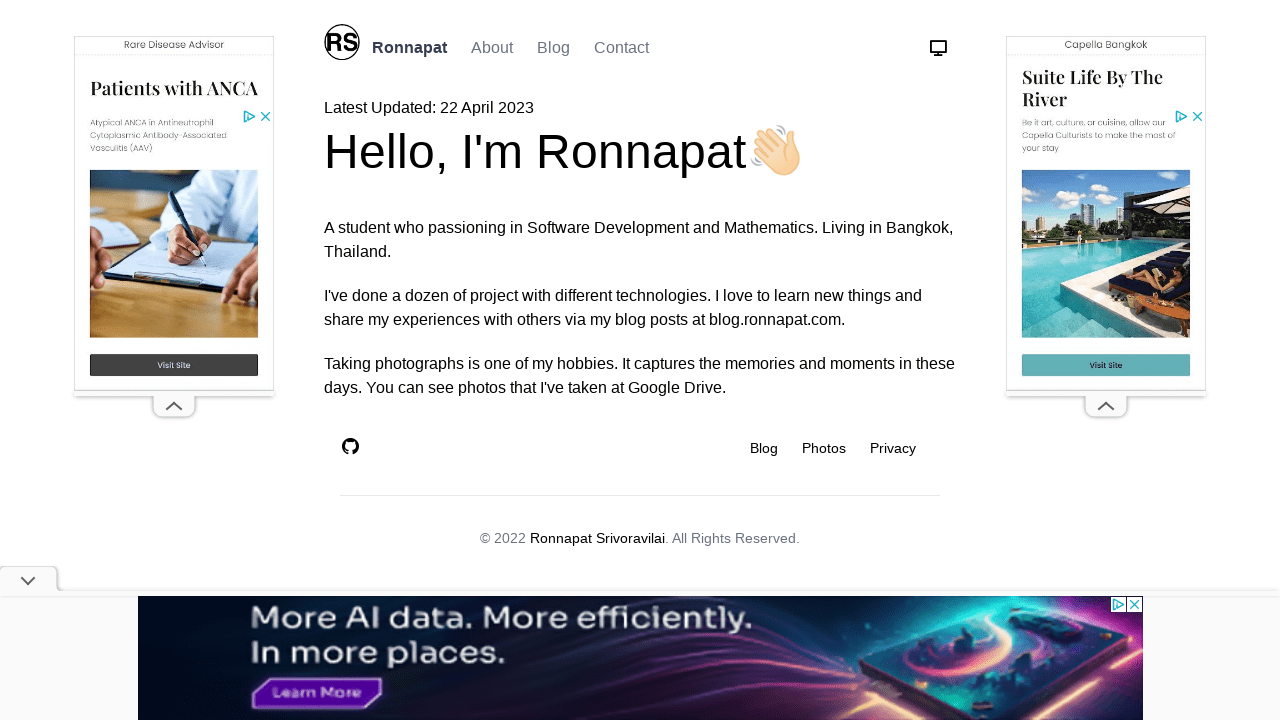 RS
Ronnapat
About
Blog
Contact
Rare Disease Advisor
Patients with ANCA
Atypical ANCA in Antineutrophil
Cytoplasmic Antibody-Associated
Vasculitis (AAV)
Visit Site
Latest Updated: 22 April 2023
Hello, I'm Ronnapat👋🏻
A student who passioning in Software Development and Mathematics. Living in Bangkok,
Thailand.
I've done a dozen of project with different technologies. I love to learn new things and
share my experiences with others via my blog posts at blog.ronnapat.com.
Taking photographs is one of my hobbies. It captures the memories and moments in these
days. You can see photos that I've taken at Google Drive.
Blog
Photos
Privacy
© 2022 Ronnapat Srivoravilai. All Rights Reserved.
Capella Bangkok
Suite Life By The
River
Be it art, culture, or cuisine, allow our
Capella Culturists to make the most of
your stay
Visit Site
More AI data. More efficiently.
In more places.
Learn More